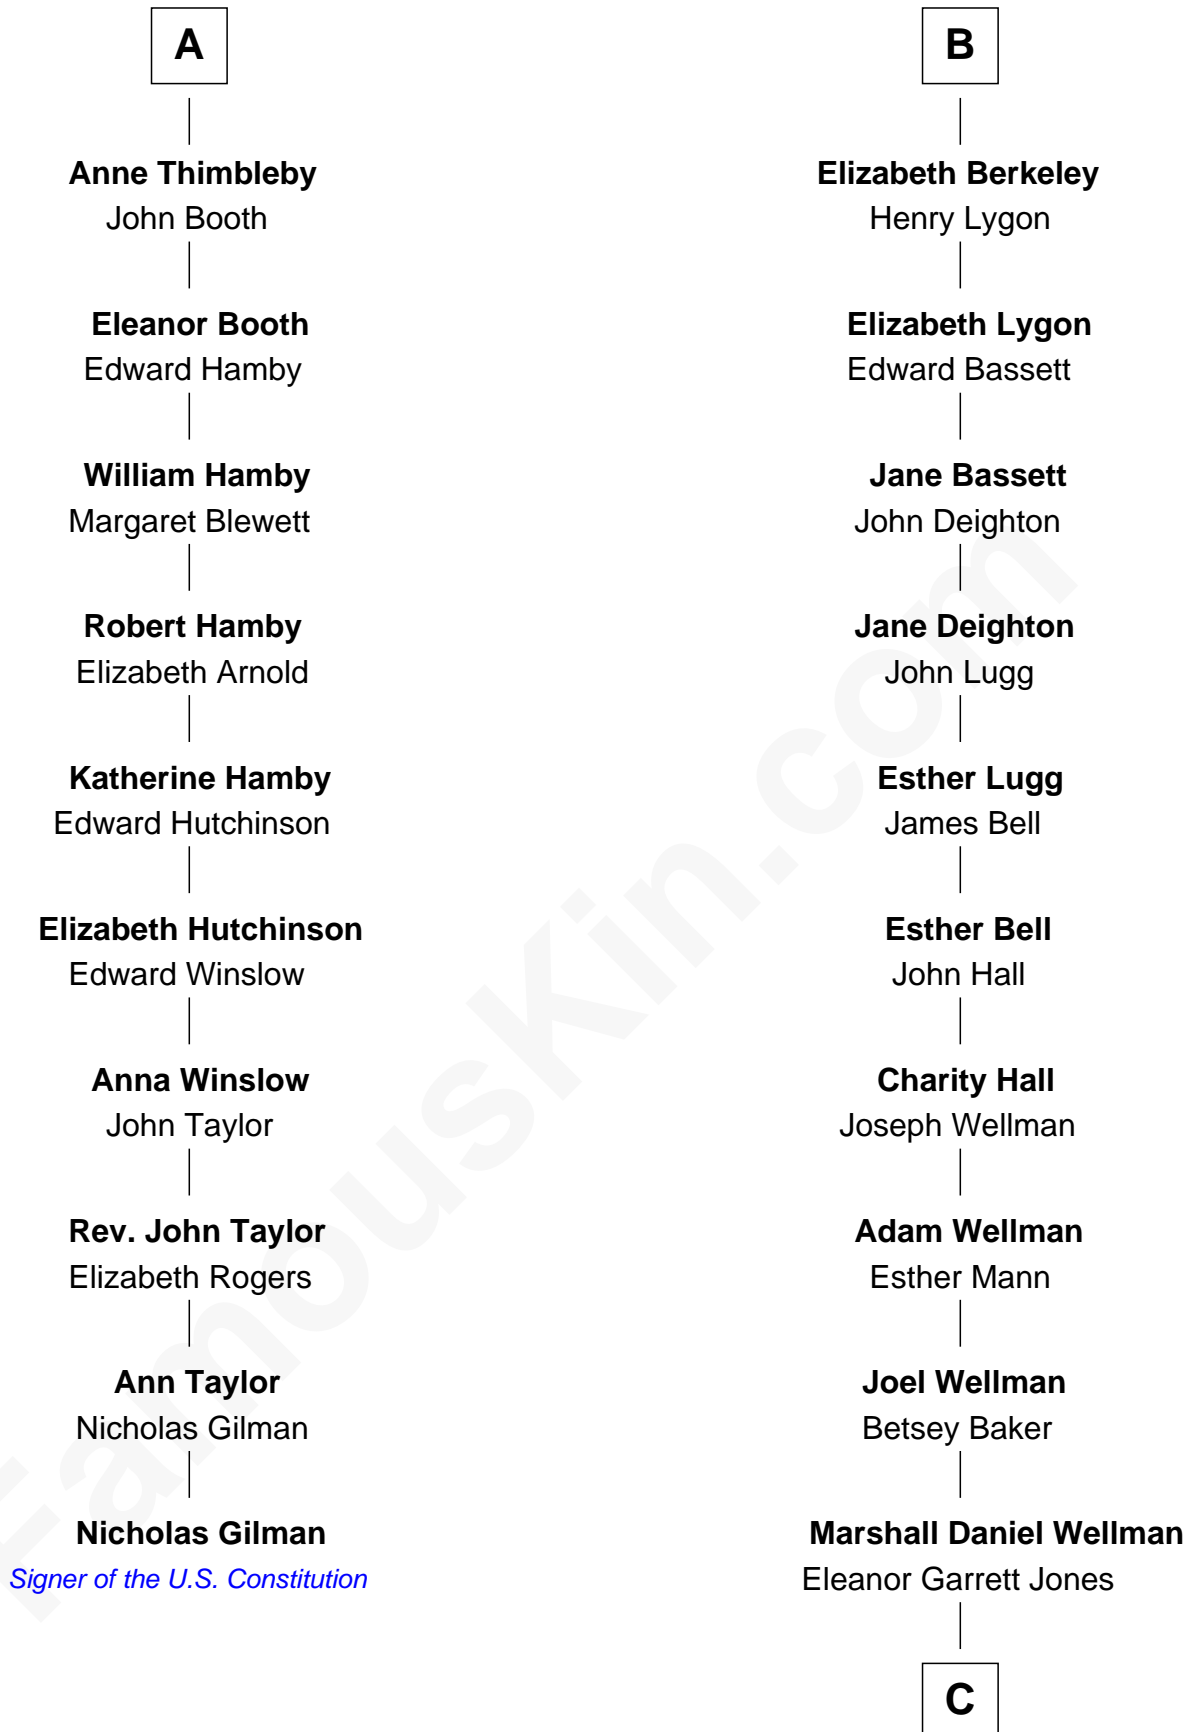 A
Anne Thimbleby
John Booth
Eleanor Booth
Edward Hamby
William Hamby
Margaret Blewett
Robert Hamby
Elizabeth Arnold
Katherine Hamby
Edward Hutchinson
Elizabeth Hutchinson
Edward Winslow
Anna Winslow
John Taylor
Rev. John Taylor
Elizabeth Rogers
Ann Taylor
Nicholas Gilman
Nicholas Gilman
Signer of the U.S. Constitution
B
Elizabeth Berkeley
Henry Lygon
Elizabeth Lygon
Edward Bassett
Jane Bassett
John Deighton
Jane Deighton
John Lugg
Esther Lugg
James Bell
Esther Bell
John Hall
Charity Hall
Joseph Wellman
Adam Wellman
Esther Mann
Joel Wellman
Betsey Baker
Marshall Daniel Wellman
Eleanor Garrett Jones
C
FamousKin.com